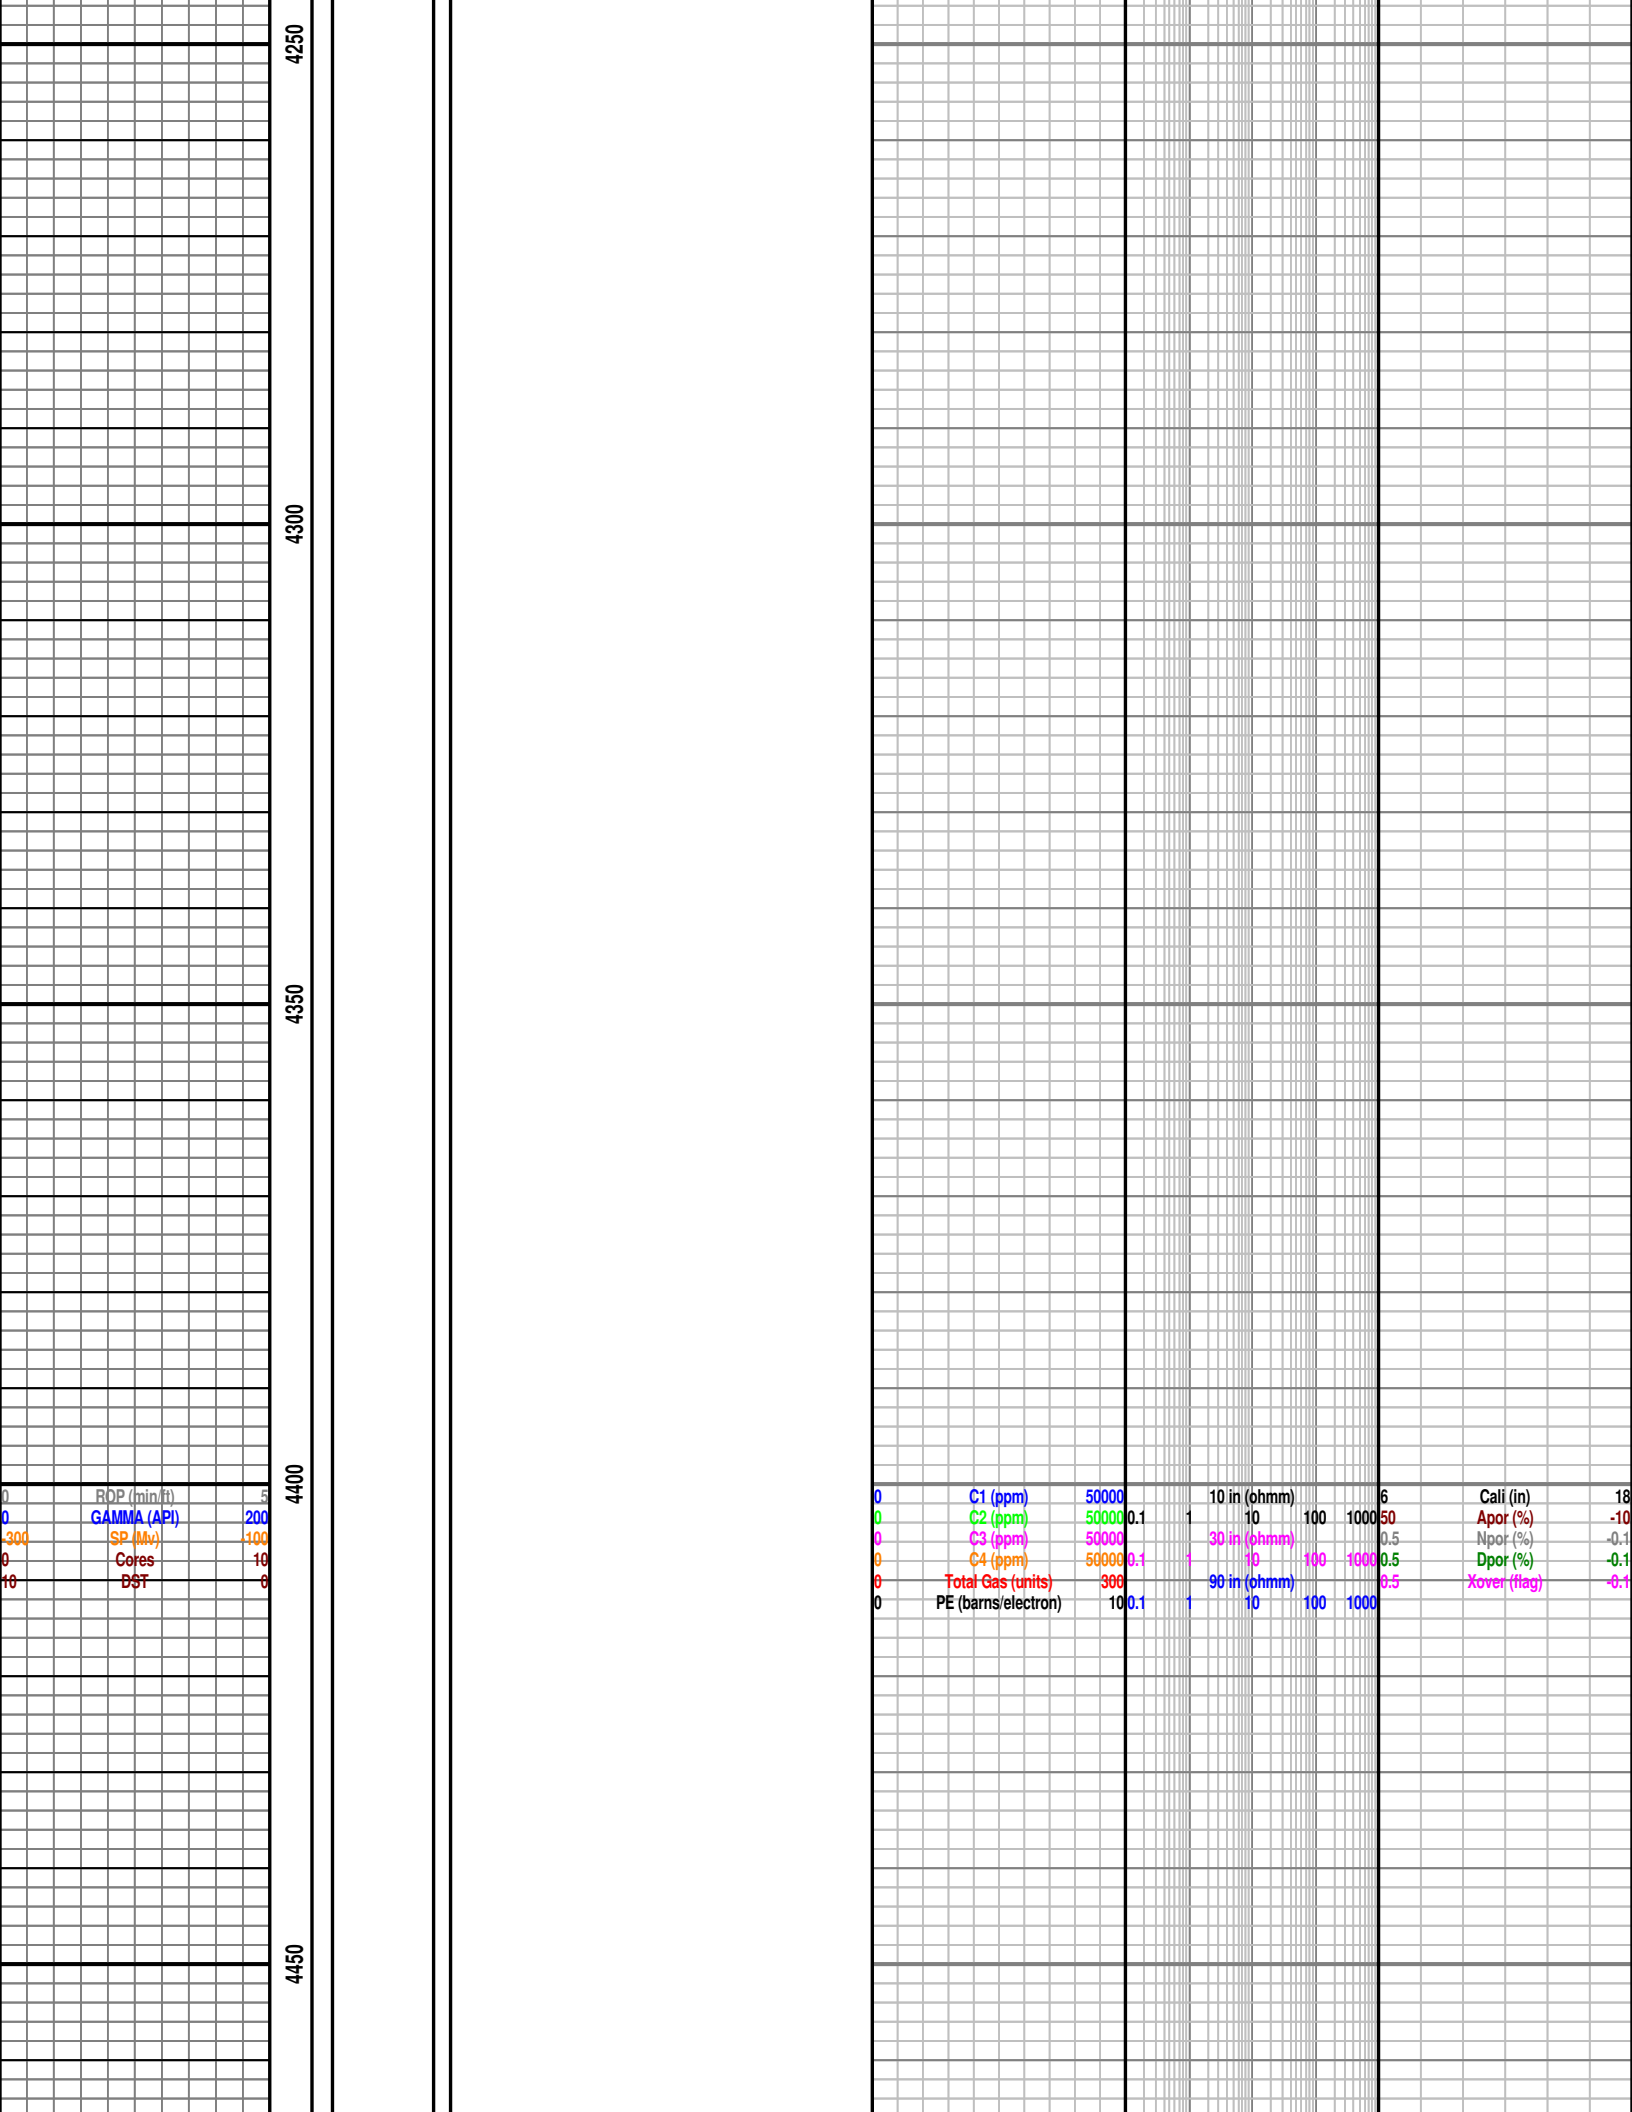 4250
4300
4350
4400
0 ROP (min/ft) 5
0 GAMMA (API) 200
-300 SP (Mv) -100
0 Cores 10
10 DST 0
0 C1 (ppm) 50000
0 C2 (ppm) 50000
0 C3 (ppm) 50000
0 C4 (ppm) 50000
0 Total Gas (units) 300
0 PE (barns/electron) 10
10 in (ohmm)
0.1 1 10 100 1000
30 in (ohmm)
0.1 1 10 100 1000
90 in (ohmm)
0.1 1 10 100 1000
6 Cali (in) 18
50 Apor (%) -10
0.5 Npor (%) -0.1
0.5 Dpor (%) -0.1
0.5 Xover (flag) -0.1
4450